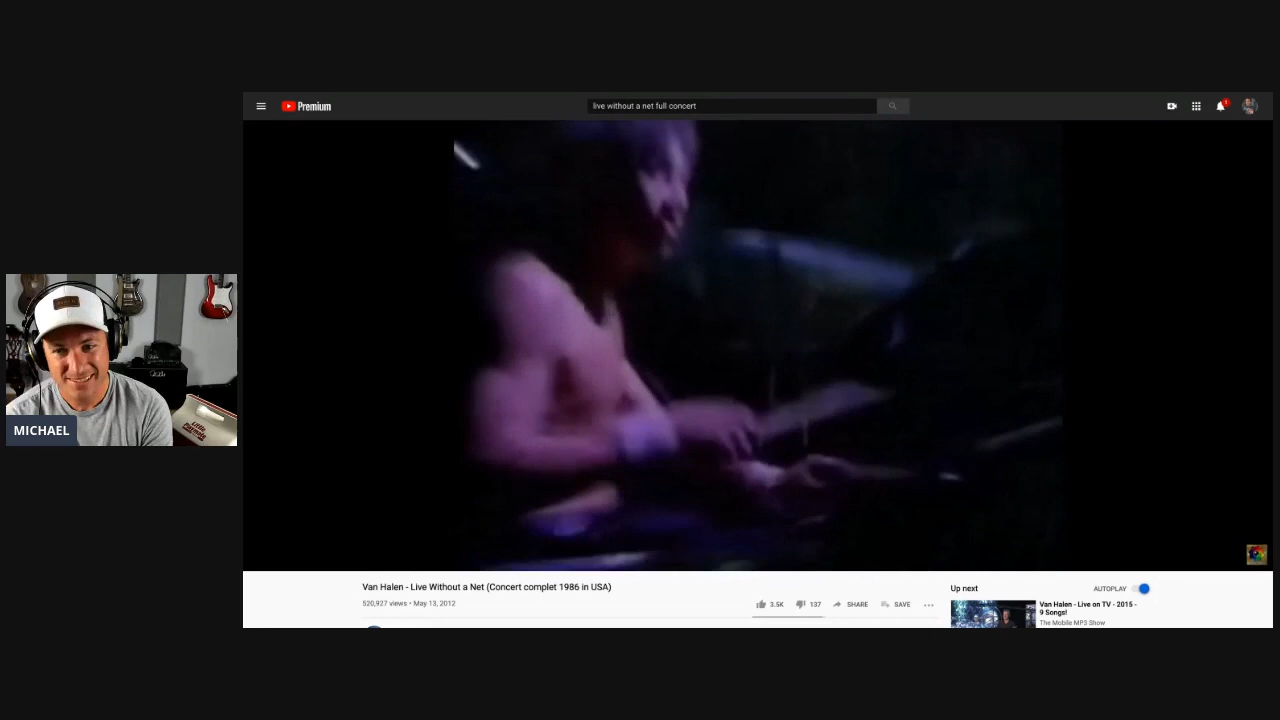 Premium
live without a net full concert
MICHAEL
Van Halen - Live Without a Net (Concert complet 1986 in USA)
520,927 views • May 13, 2012
3.5K
137
SHARE
SAVE
Up next
AUTOPLAY
Van Halen - Live on TV - 2015 -
9 Songs!
The Mobile MP3 Show